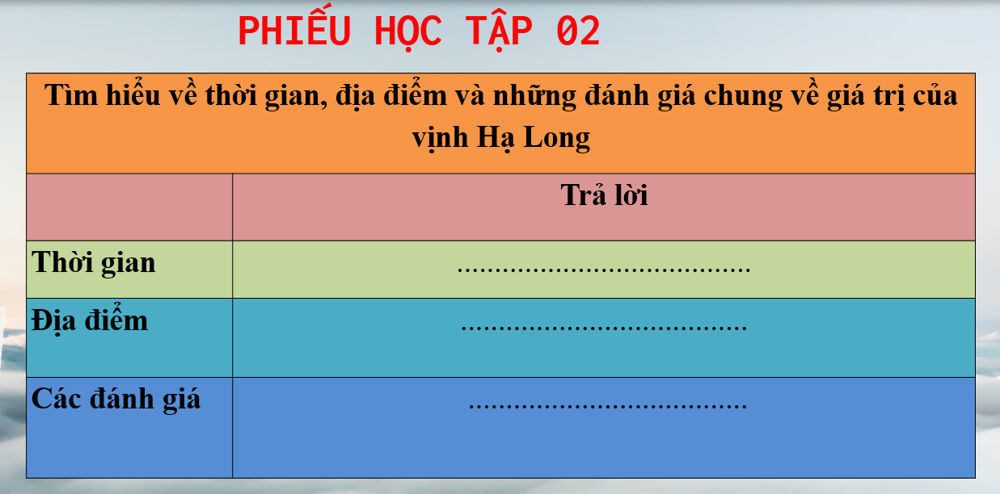 PHIẾU HỌC TẬP 02
Tìm hiểu về thời gian, địa điểm và những đánh giá chung về giá trị của
vịnh Hạ Long
Trả lời
Thời gian
.......................................
Địa điểm
......................................
Các đánh giá
.....................................